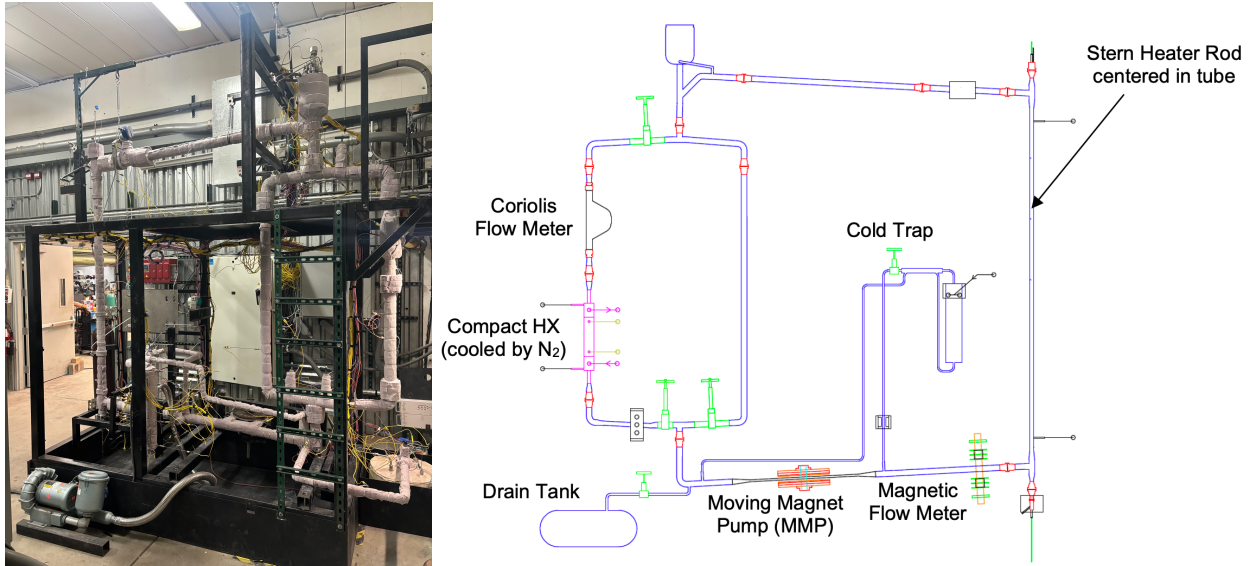 Stern Heater Rod
centered in tube
Coriolis
Flow Meter
Cold Trap
Compact HX
(cooled by N₂)
Drain Tank
Moving Magnet
Pump (MMP)
Magnetic
Flow Meter